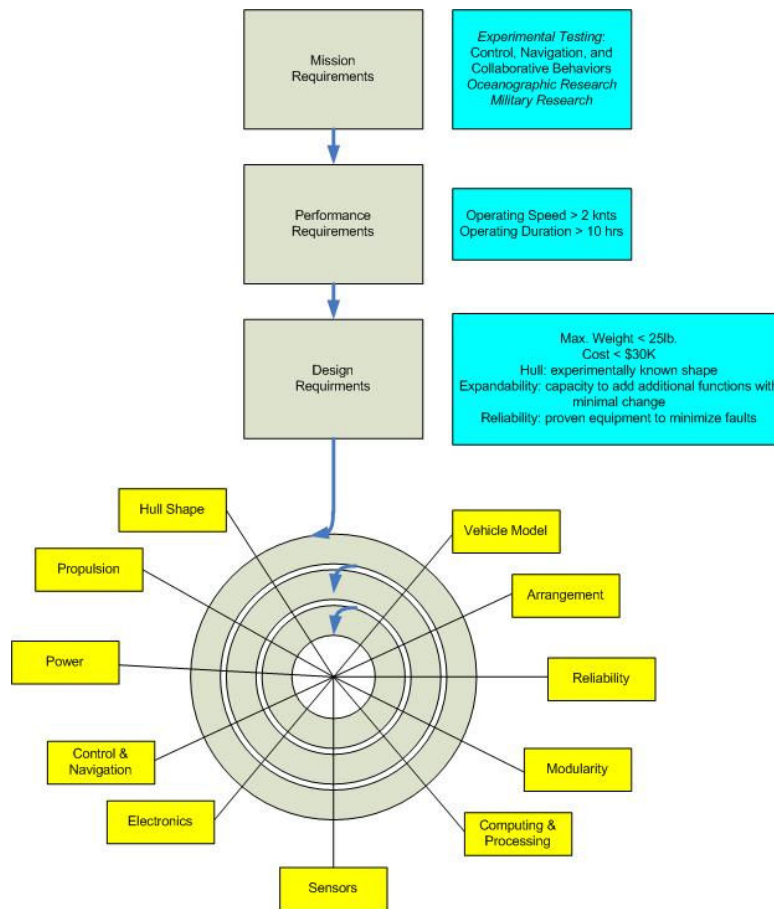 Mission
Requirements
Experimental Testing:
Control, Navigation, and
Collaborative Behaviors
Oceanographic Research
Military Research
Performance
Requirements
Operating Speed > 2 knts
Operating Duration > 10 hrs
Design
Requirments
Max. Weight < 25lb.
Cost < $30K
Hull: experimentally known shape
Expandability: capacity to add additional functions with
minimal change
Reliability: proven equipment to minimize faults
Hull Shape
Vehicle Model
Propulsion
Arrangement
Power
Reliability
Control &
Navigation
Modularity
Electronics
Computing &
Processing
Sensors